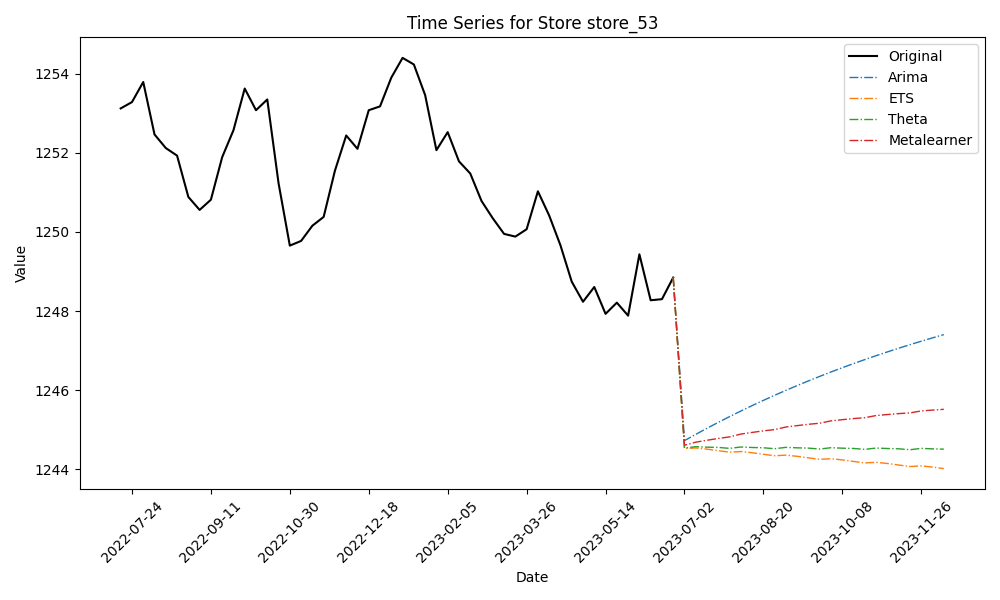 Time Series for Store store_53
Value
1254
1252
1250
1248
1246
1244
Original
Arima
ETS
Theta
Metalearner
2022-07-24
2022-09-11
2022-10-30
2022-12-18
2023-02-05
2023-03-26
2023-05-14
2023-07-02
2023-08-20
2023-10-08
2023-11-26
Date